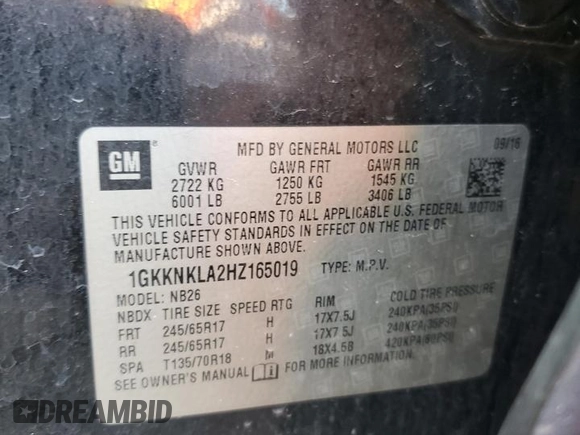 GM
MFD BY GENERAL MOTORS LLC 09/16
GVWR GAWR FRT GAWR RR
2722 KG 1250 KG 1545 KG
6001 LB 2755 LB 3406 LB
THIS VEHICLE CONFORMS TO ALL APPLICABLE U.S. FEDERAL MOTOR
VEHICLE SAFETY STANDARDS IN EFFECT ON THE DATE OF
MANUFACTURE SHOWN ABOVE.
1GKKNKLA2HZ165019 TYPE: M.P.V.
MODEL: NB26
NBDX- TIRE SIZE SPEED RTG RIM COLD TIRE PRESSURE
FRT 245/65R17 H 17X7.5J 240KPA(35PSI)
RR 245/65R17 H 17X7.5J 240KPA(35PSI)
SPA T135/70R18 M 18X4.5B 420KPA(60PSI)
SEE OWNER'S MANUAL FOR MORE INFORMATION.
DREAMBID